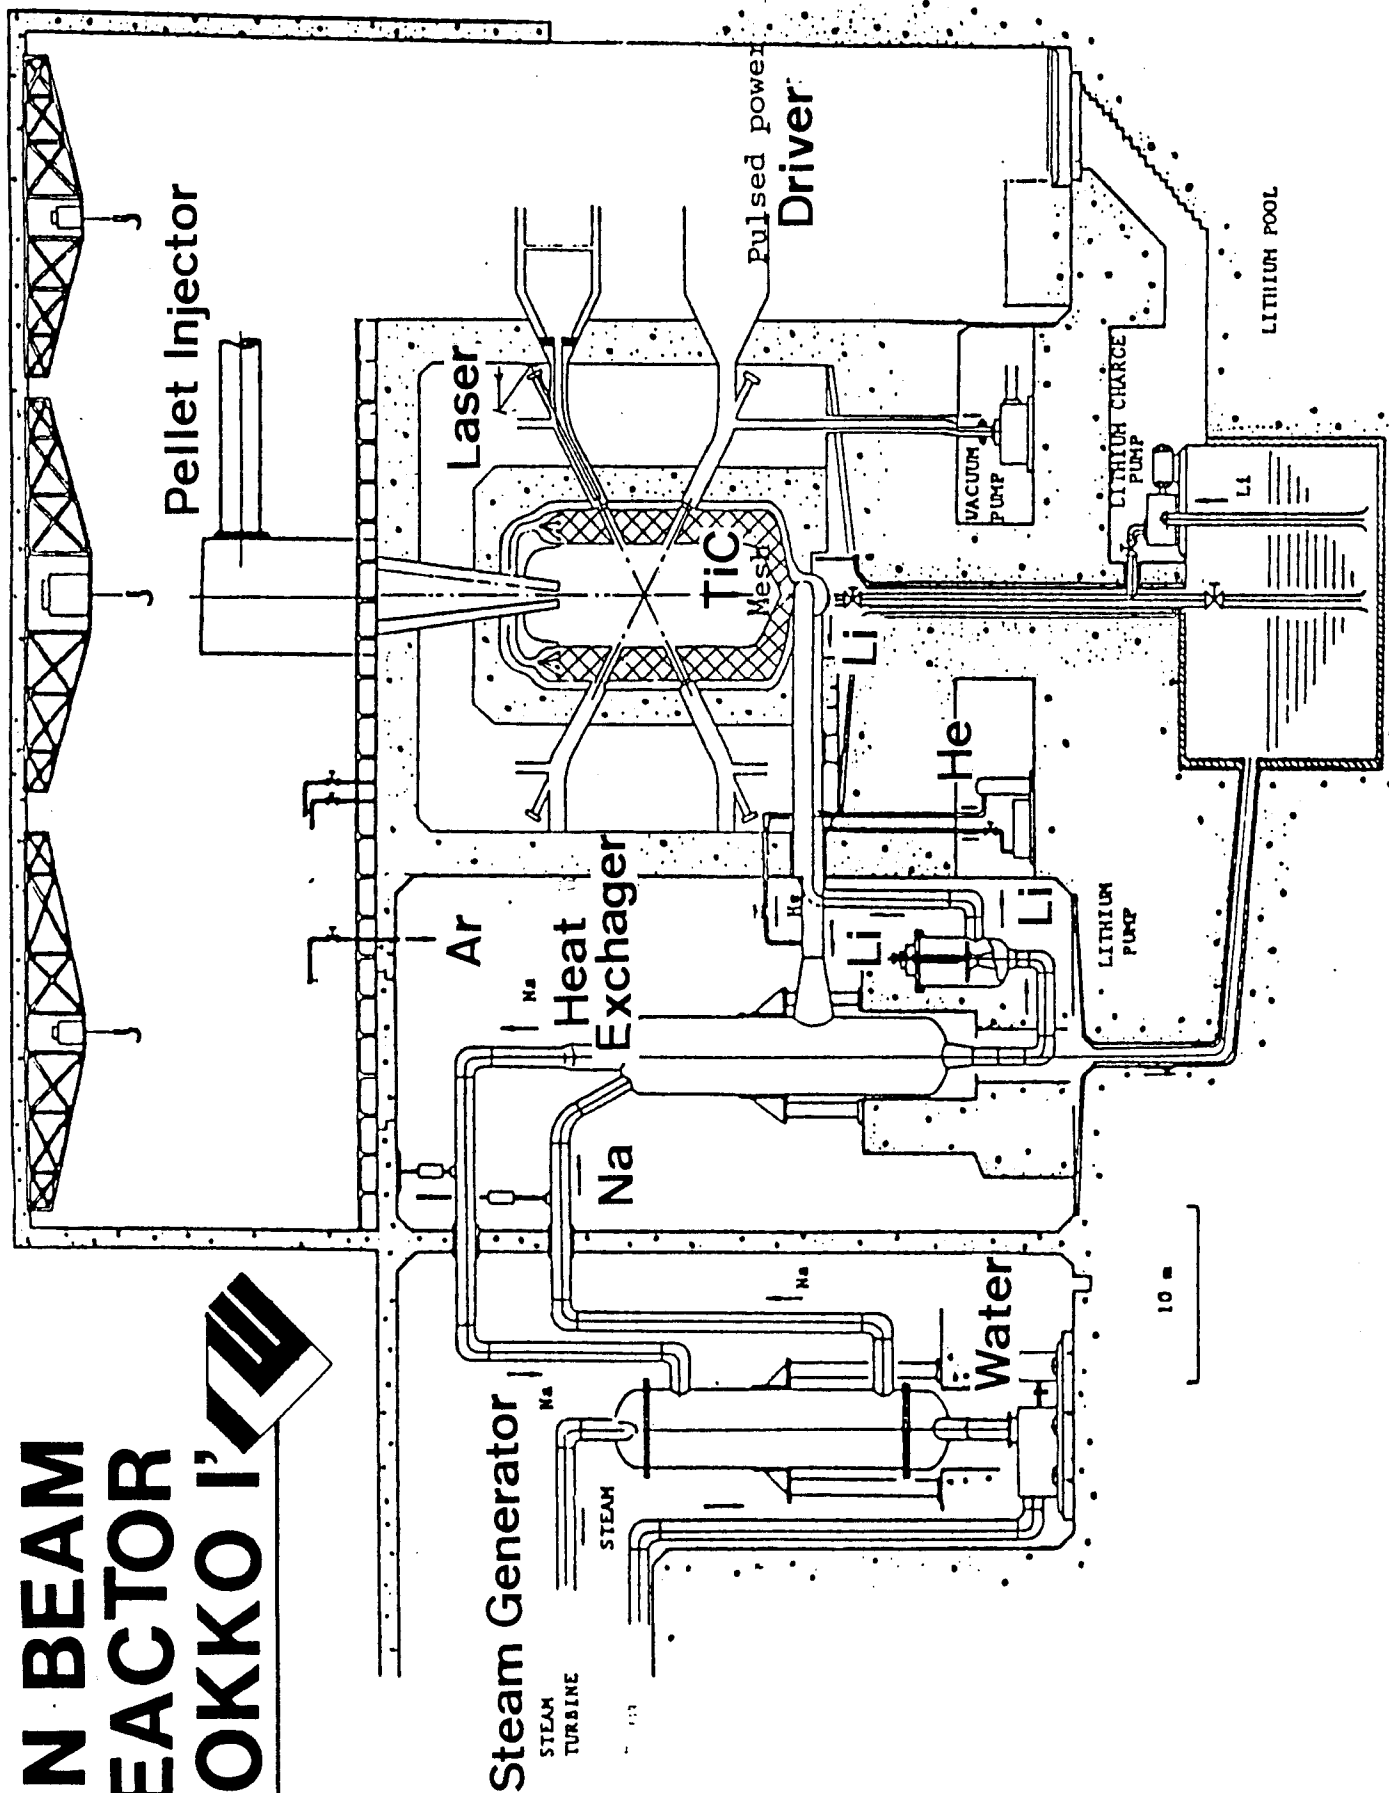 N BEAM
EACTOR
OKKO I'
Pellet Injector
Laser
Ar
Steam Generator
Na
Na
STEAM
TURBINE
Heat
Exchager
STEAM
Na
TiC
Mesh
Pulsed power
Driver
Na
He
Li
Li
He
Water
VACUUM
PUMP
Li
LITHIUM
PUMP
LITHIUM CHARGE
PUMP
10 m
Li
LITHIUM POOL